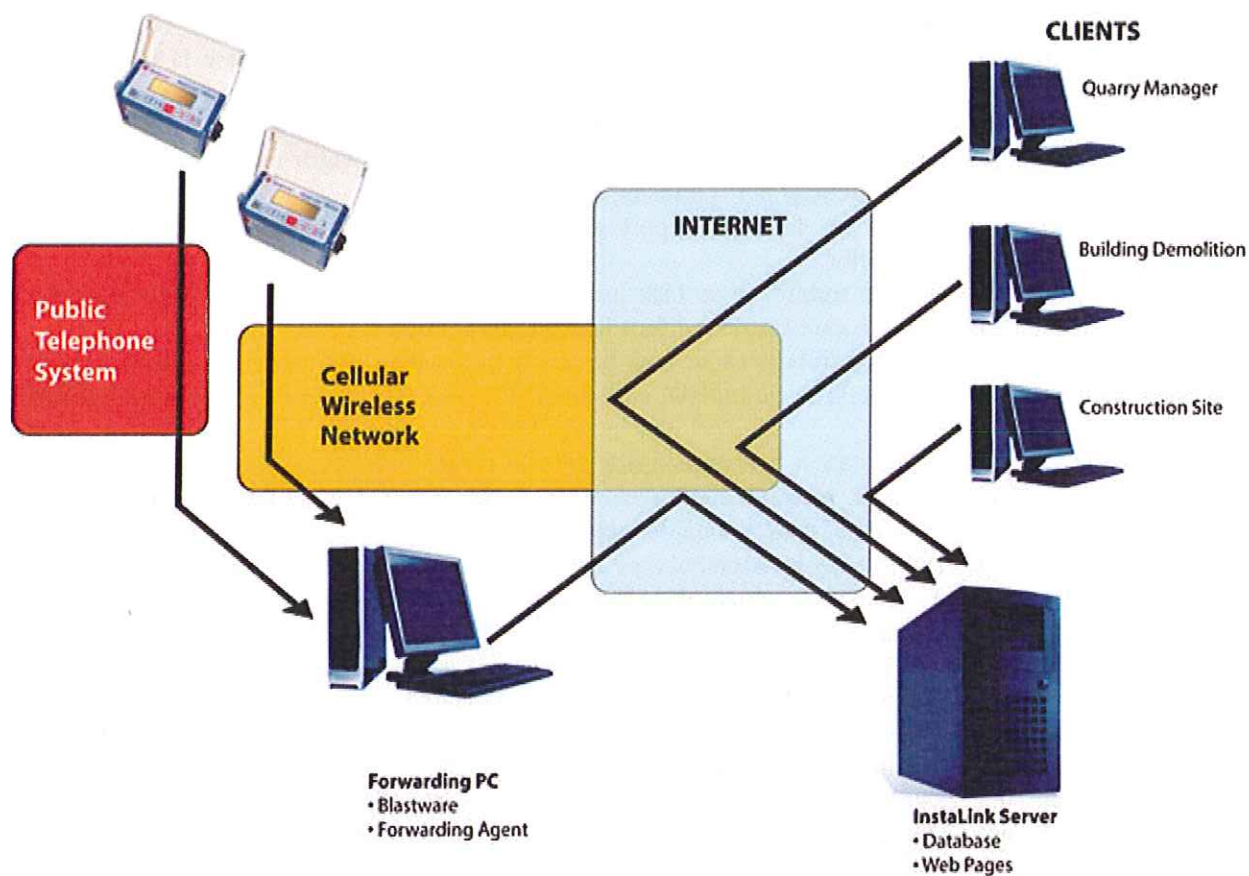 CLIENTS
Quarry Manager
INTERNET
Building Demolition
Public
Telephone
System
Cellular
Wireless
Network
Construction Site
Forwarding PC
• Blastware
• Forwarding Agent
InstaLink Server
• Database
• Web Pages